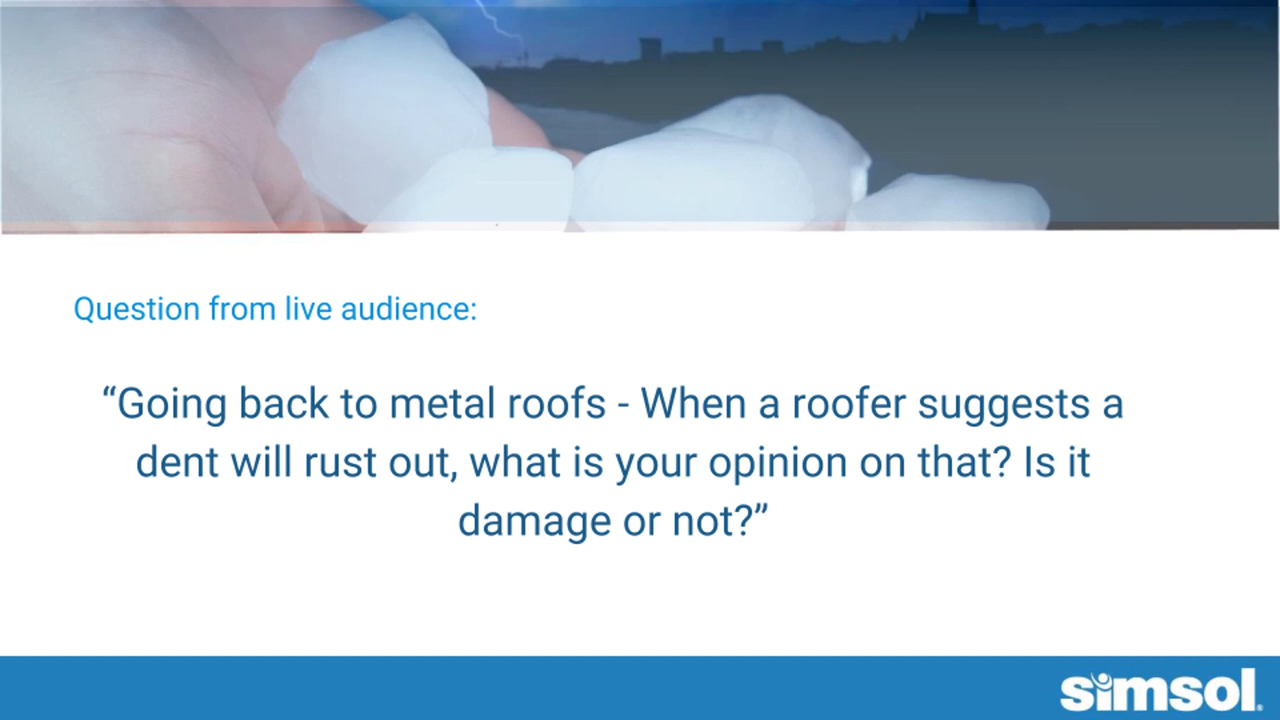 Question from live audience:
“Going back to metal roofs - When a roofer suggests a
dent will rust out, what is your opinion on that? Is it
damage or not?”
simsol®